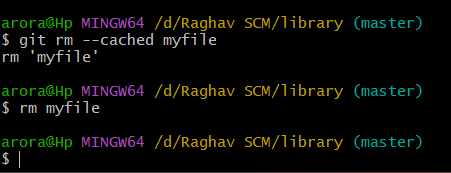 arora@Hp MINGW64 /d/Raghav SCM/library (master)
$ git rm --cached myfile
rm 'myfile'
arora@Hp MINGW64 /d/Raghav SCM/library (master)
$ rm myfile
arora@Hp MINGW64 /d/Raghav SCM/library (master)
$